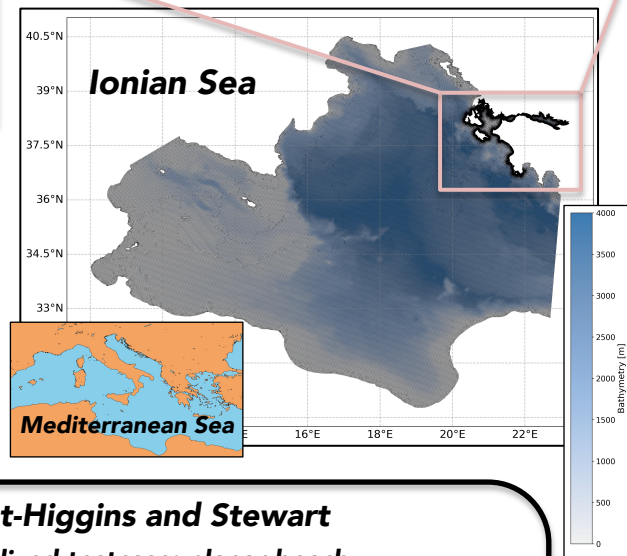 Ionian Sea
40.5°N
39°N
37.5°N
36°N
34.5°N
33°N
16°E
18°E
20°E
22°E
Mediterranean Sea
4000
3500
3000
2500
2000
1500
1000
500
0
Bathymetry [m]
t-Higgins and Stewart